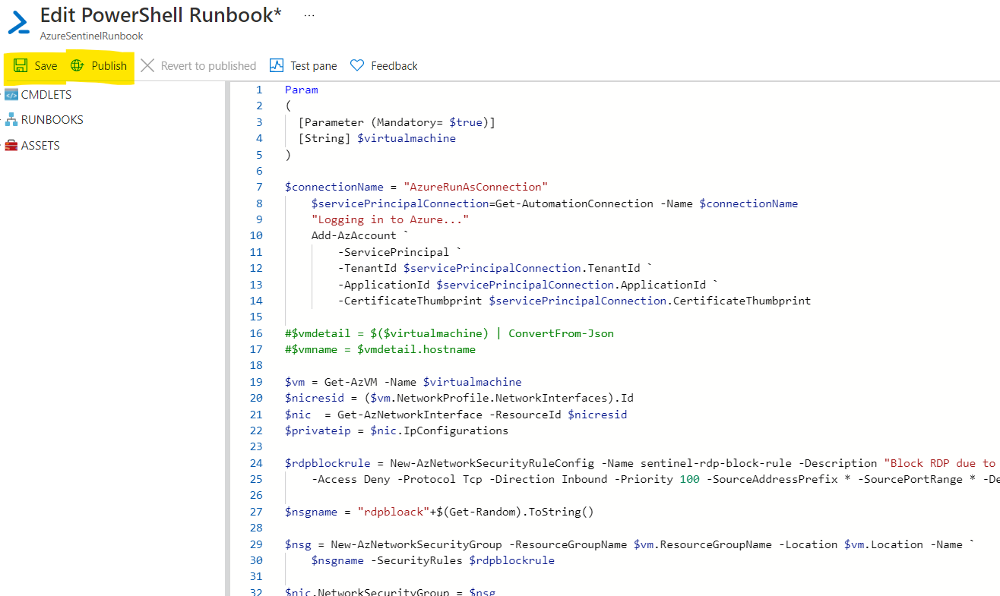 Edit PowerShell Runbook* ...
AzureSentinelRunbook
Save Publish Revert to published Test pane Feedback
CMDLETS
RUNBOOKS
ASSETS
1 Param
2 (
3 [Parameter (Mandatory= $true)]
4 [String] $virtualmachine
5 )
6
7 $connectionName = "AzureRunAsConnection"
8 $servicePrincipalConnection=Get-AutomationConnection -Name $connectionName
9 "Logging in to Azure..."
10 Add-AzAccount `
11 -ServicePrincipal `
12 -TenantId $servicePrincipalConnection.TenantId `
13 -ApplicationId $servicePrincipalConnection.ApplicationId `
14 -CertificateThumbprint $servicePrincipalConnection.CertificateThumbprint
15
16 #$vmdetail = $($virtualmachine) | ConvertFrom-Json
17 #$vmname = $vmdetail.hostname
18
19 $vm = Get-AzVM -Name $virtualmachine
20 $nicresid = ($vm.NetworkProfile.NetworkInterfaces).Id
21 $nic = Get-AzNetworkInterface -ResourceId $nicresid
22 $privateip = $nic.IpConfigurations
23
24 $rdpblockrule = New-AzNetworkSecurityRuleConfig -Name sentinel-rdp-block-rule -Description "Block RDP due to
25 -Access Deny -Protocol Tcp -Direction Inbound -Priority 100 -SourceAddressPrefix * -SourcePortRange * -De
26
27 $nsgname = "rdpbloack"+$(Get-Random).ToString()
28
29 $nsg = New-AzNetworkSecurityGroup -ResourceGroupName $vm.ResourceGroupName -Location $vm.Location -Name `
30 $nsgname -SecurityRules $rdpblockrule
31
32 $nic.NetworkSecurityGroup = $nsg